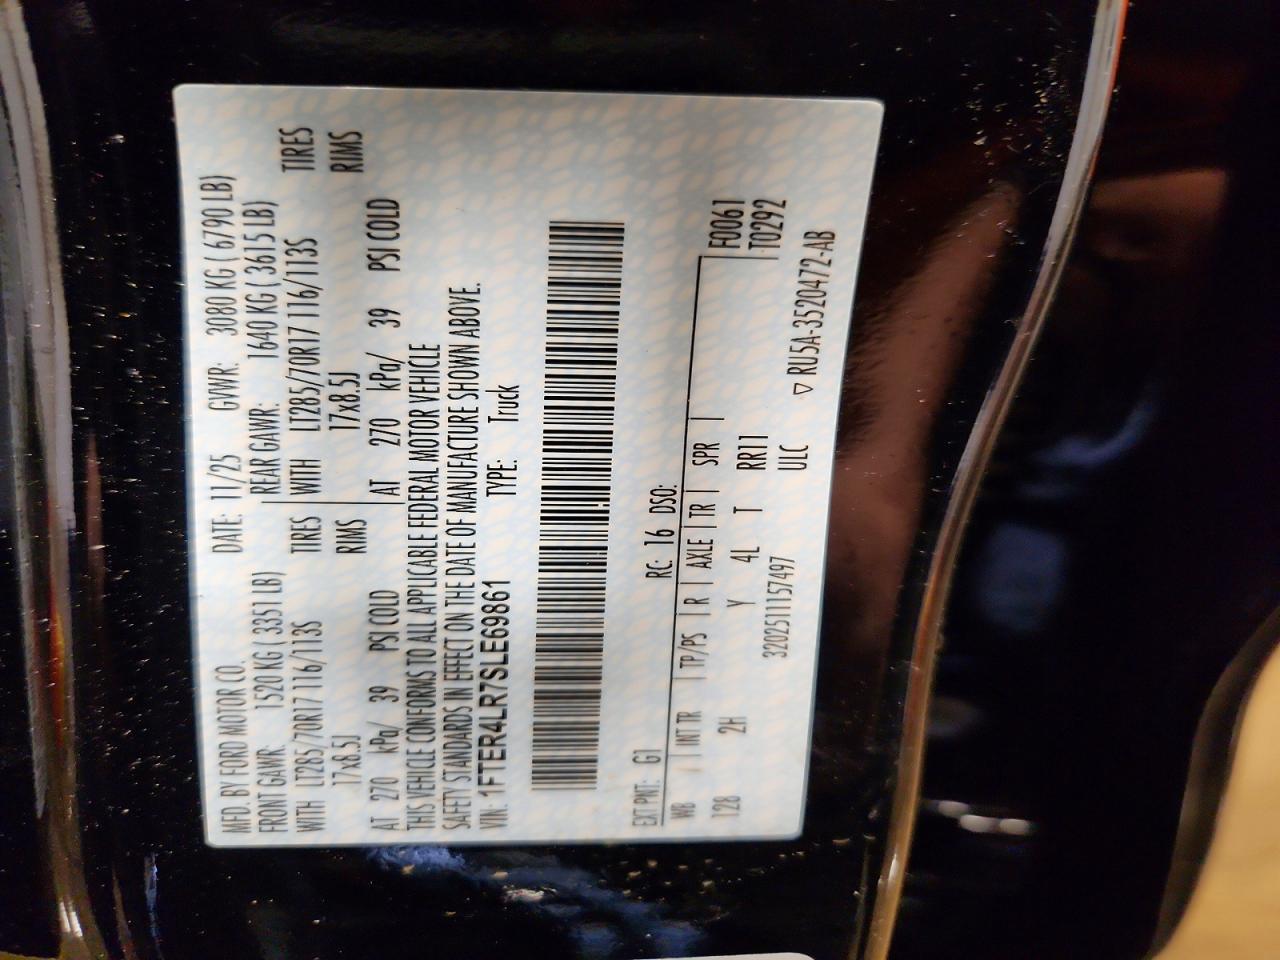 MFD. BY FORD MOTOR CO. DATE: 11/25 GVWR: 3080 KG ( 6790 LB)
FRONT GAWR: 1520 KG 3351 LB) REAR GAWR: 1640 KG ( 3615 LB)
WITH LT285/70R17 116/113S TIRES WITH LT285/70R17 116/113S TIRES
17x8.5J RIMS 17x8.5J RIMS
AT 270 kPa/ 39 PSI COLD AT 270 kPa/ 39 PSI COLD
THIS VEHICLE CONFORMS TO ALL APPLICABLE FEDERAL MOTOR VEHICLE
SAFETY STANDARDS IN EFFECT ON THE DATE OF MANUFACTURE SHOWN ABOVE.
VIN: 1FTER4LR7SLE69861 TYPE: Truck
EXT PNT: G1 RC: 16 DSO:
WB | INT TR | TP/PS | R | AXLE | TR | SPR | F0061
128 2H Y 4L T RR11 T0292
3202511157497 ULC ▽ RU5A-3520472-AB